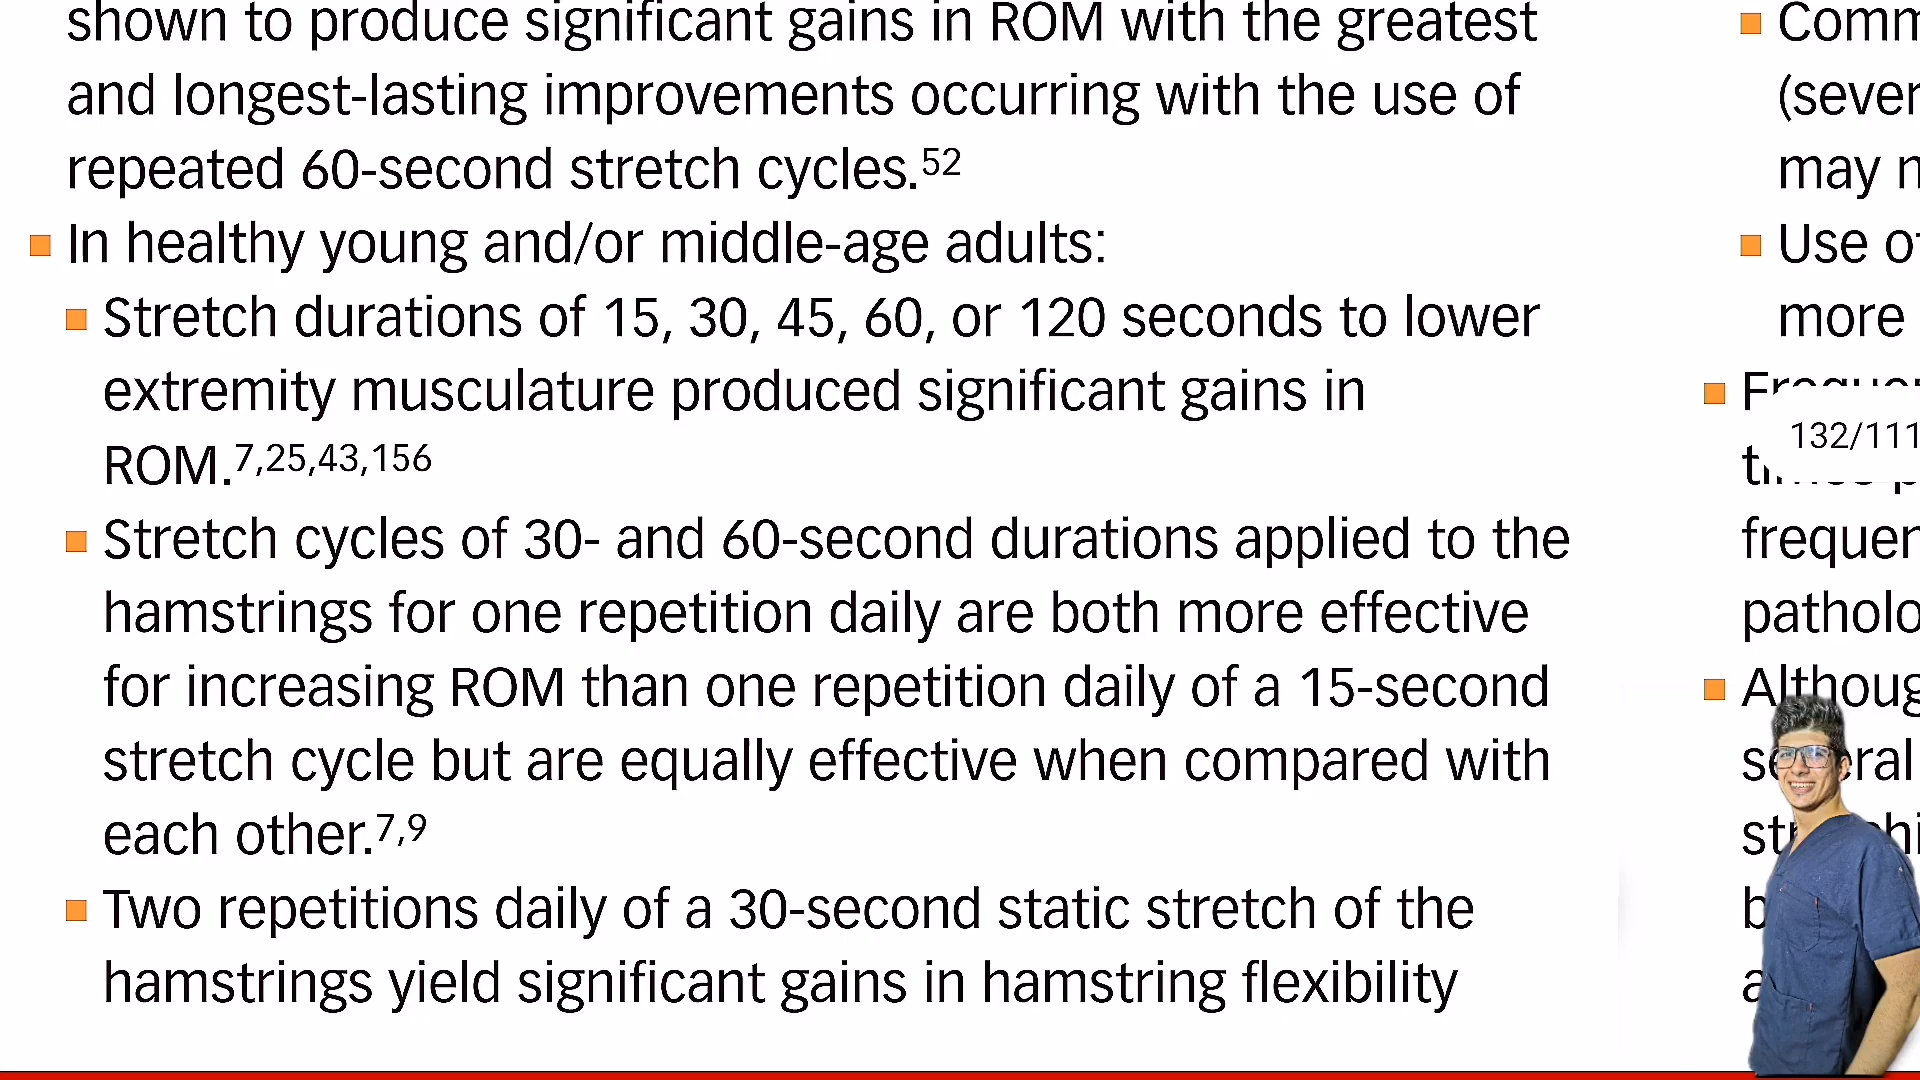 shown to produce significant gains in ROM with the greatest
and longest-lasting improvements occurring with the use of
repeated 60-second stretch cycles.52
In healthy young and/or middle-age adults:
Stretch durations of 15, 30, 45, 60, or 120 seconds to lower
extremity musculature produced significant gains in
ROM.7,25,43,156
Stretch cycles of 30- and 60-second durations applied to the
hamstrings for one repetition daily are both more effective
for increasing ROM than one repetition daily of a 15-second
stretch cycle but are equally effective when compared with
each other.7,9
Two repetitions daily of a 30-second static stretch of the
hamstrings yield significant gains in hamstring flexibility
may
Use
more
132/111